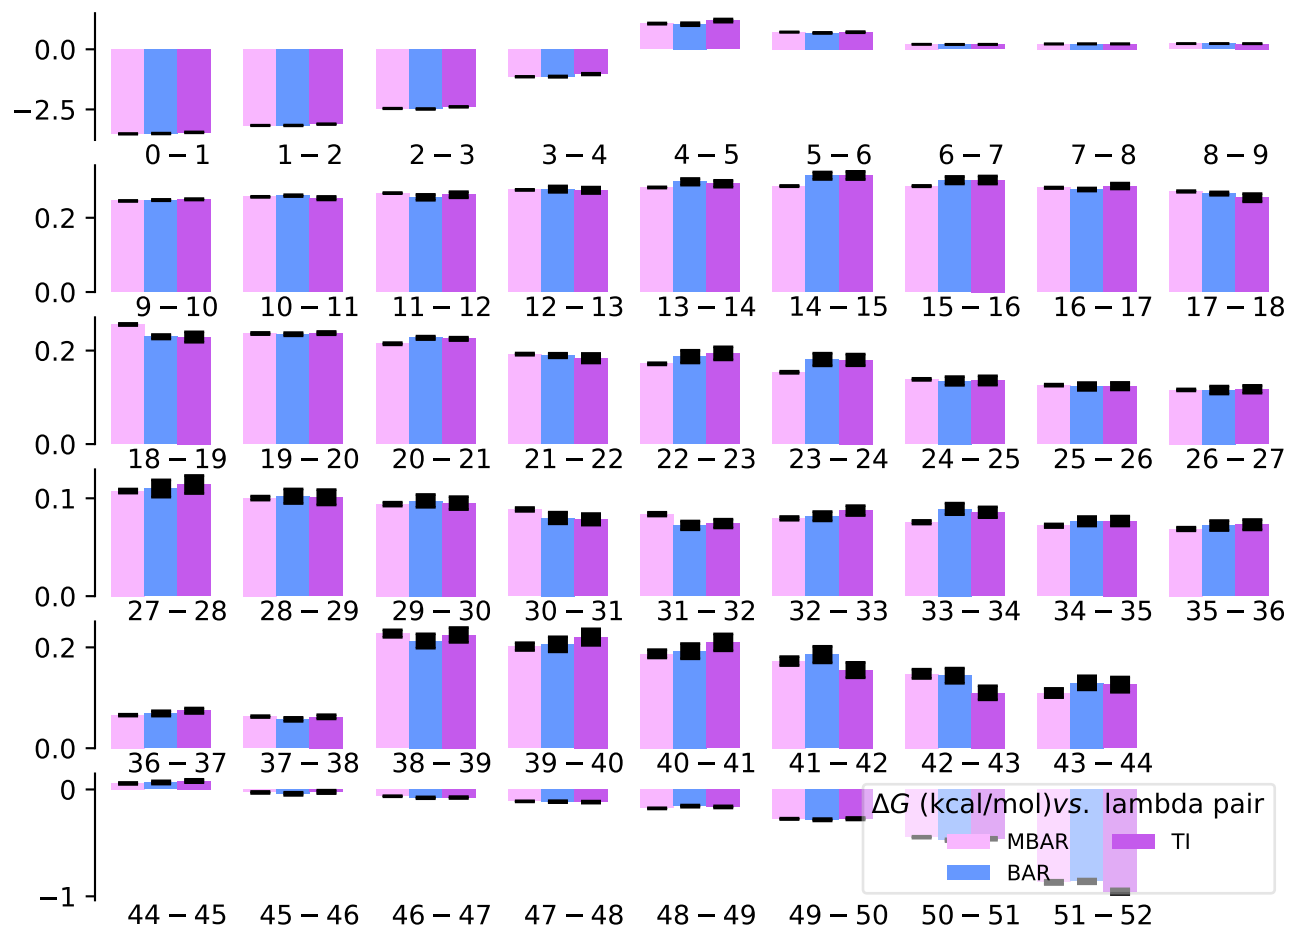 0.0
−2.5
0 − 1 1 − 2 2 − 3 3 − 4 4 − 5 5 − 6 6 − 7 7 − 8 8 − 9
0.2
0.0
9 − 10 10 − 11 11 − 12 12 − 13 13 − 14 14 − 15 15 − 16 16 − 17 17 − 18
0.2
0.0
18 − 19 19 − 20 20 − 21 21 − 22 22 − 23 23 − 24 24 − 25 25 − 26 26 − 27
0.1
0.0
27 − 28 28 − 29 29 − 30 30 − 31 31 − 32 32 − 33 33 − 34 34 − 35 35 − 36
0.2
0.0
36 − 37 37 − 38 38 − 39 39 − 40 40 − 41 41 − 42 42 − 43 43 − 44
0
ΔG (kcal/mol)vs. lambda pair
MBAR TI
BAR
−1
44 − 45 45 − 46 46 − 47 47 − 48 48 − 49 49 − 50 50 − 51 51 − 52